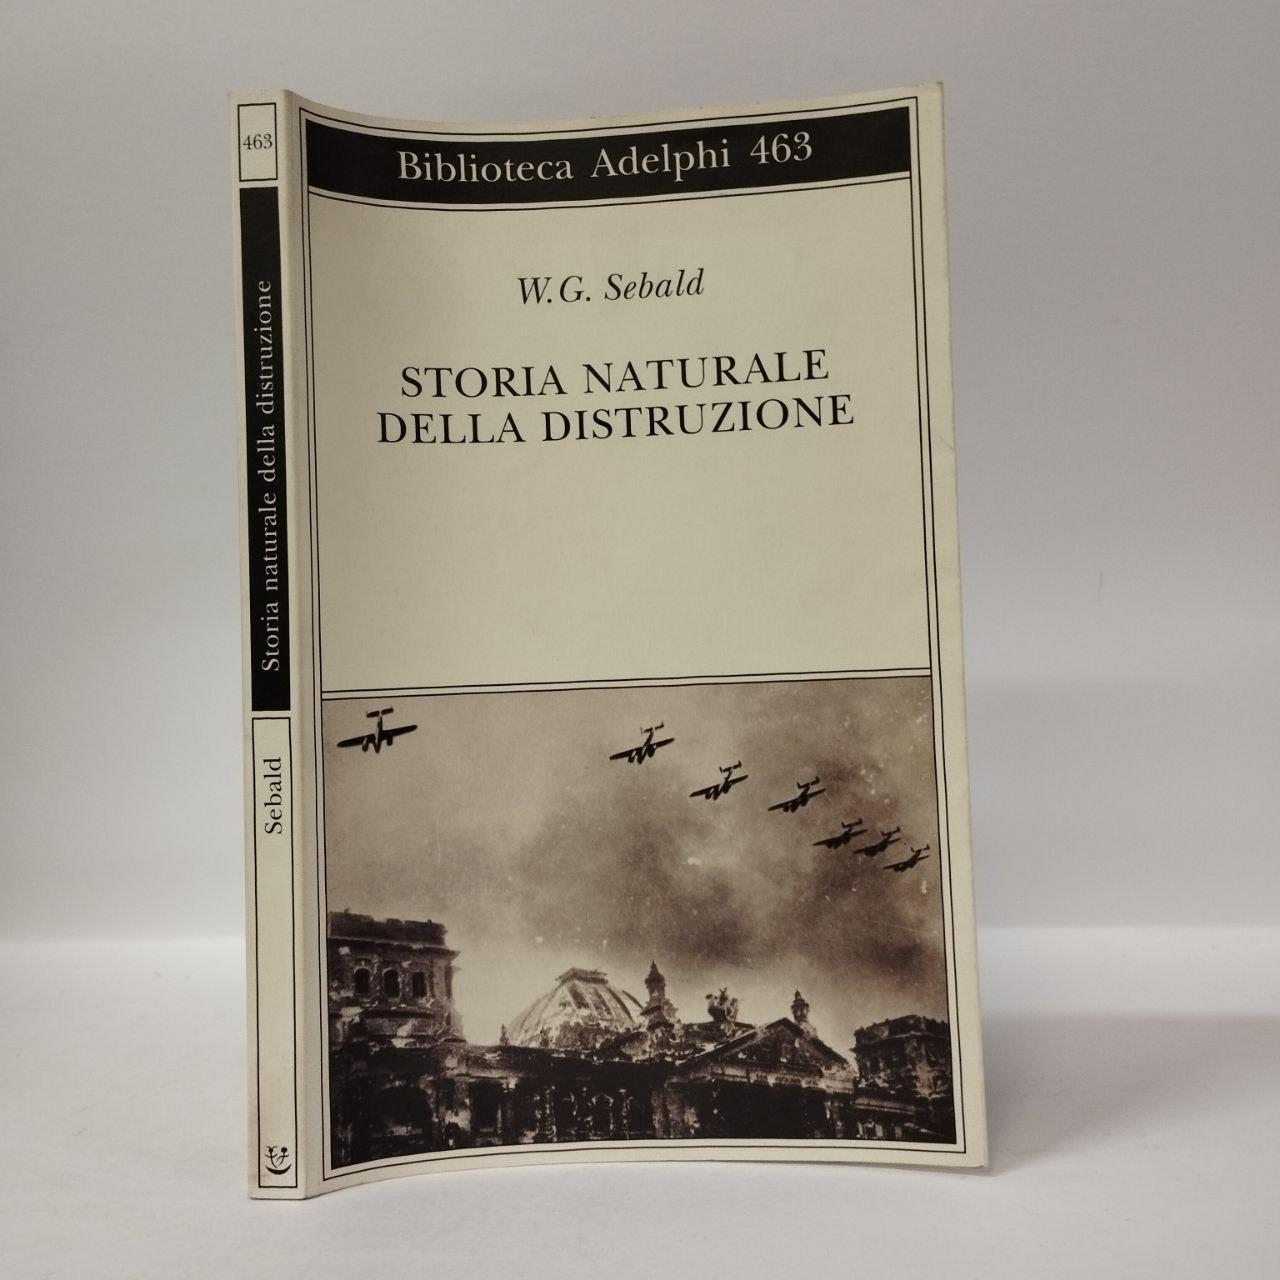 463
Storia naturale della distruzione
Sebald
Biblioteca Adelphi 463
W.G. Sebald
STORIA NATURALE
DELLA DISTRUZIONE